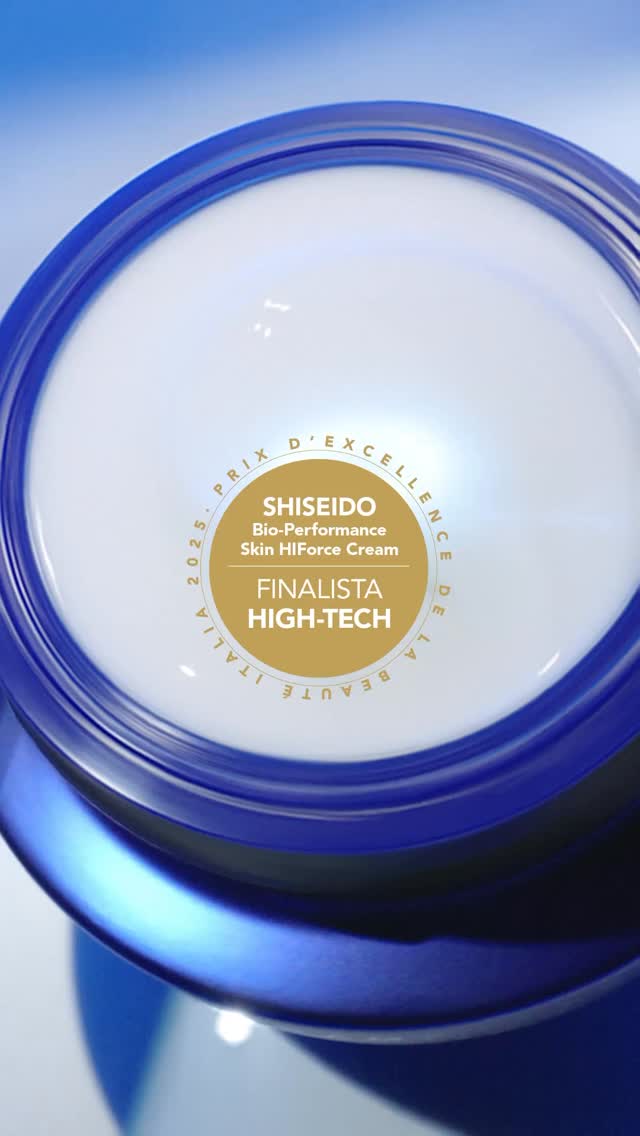 PRIX D'EXCELLENCE DE LA BEAUTÉ ITALIA 2025.
SHISEIDO
Bio-Performance
Skin HIForce Cream
FINALISTA
HIGH-TECH